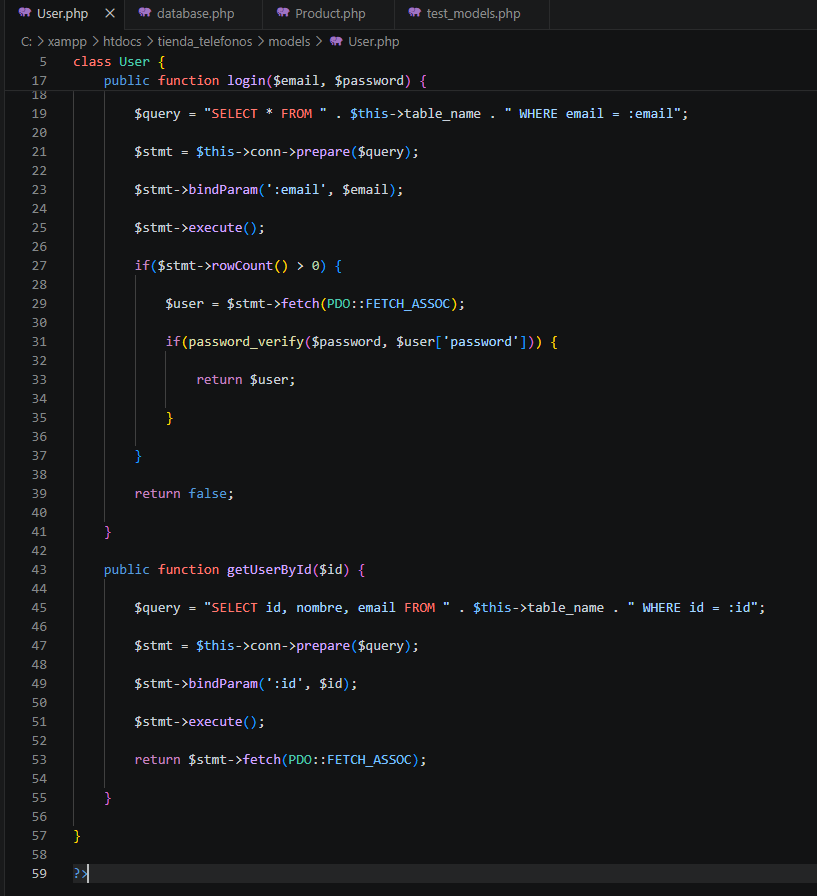 User.php × database.php Product.php test_models.php
C: > xampp > htdocs > tienda_telefonos > models > User.php
5 class User {
17 public function login($email, $password) {
18
19 $query = "SELECT * FROM " . $this->table_name . " WHERE email = :email";
20
21 $stmt = $this->conn->prepare($query);
22
23 $stmt->bindParam(':email', $email);
24
25 $stmt->execute();
26
27 if($stmt->rowCount() > 0) {
28
29 $user = $stmt->fetch(PDO::FETCH_ASSOC);
30
31 if(password_verify($password, $user['password'])) {
32
33 return $user;
34
35 }
36
37 }
38
39 return false;
40
41 }
42
43 public function getUserById($id) {
44
45 $query = "SELECT id, nombre, email FROM " . $this->table_name . " WHERE id = :id";
46
47 $stmt = $this->conn->prepare($query);
48
49 $stmt->bindParam(':id', $id);
50
51 $stmt->execute();
52
53 return $stmt->fetch(PDO::FETCH_ASSOC);
54
55 }
56
57 }
58
59 ?>